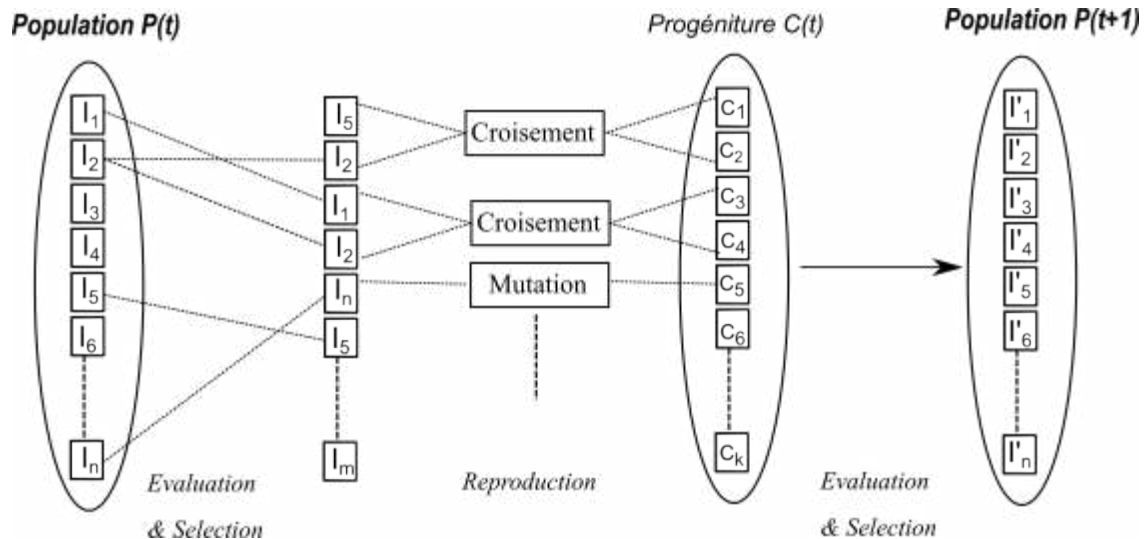 Population P(t)
Progéniture C(t)
Population P(t+1)
I1
I2
I3
I4
I5
I6
In
I5
I2
I1
I2
In
I5
Im
Croisement
Croisement
Mutation
C1
C2
C3
C4
C5
C6
Ck
I'1
I'2
I'3
I'4
I'5
I'6
I'n
Evaluation
& Selection
Reproduction
Evaluation
& Selection